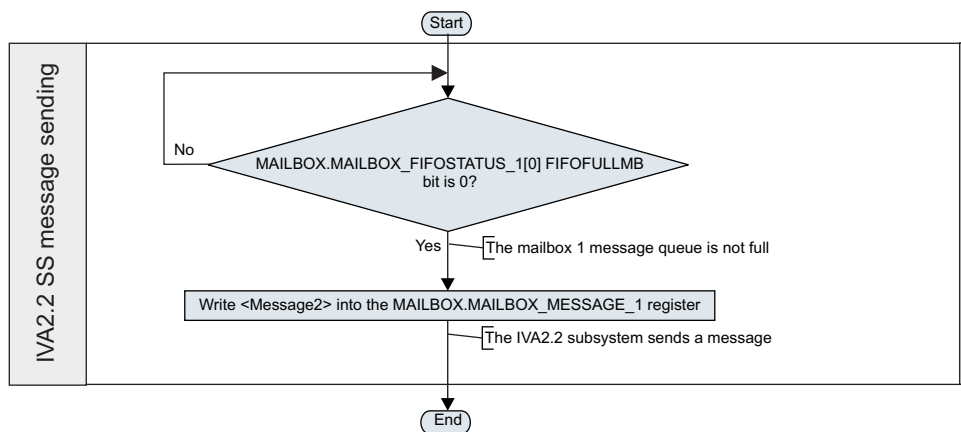 Start
IVA2.2 SS message sending
No
MAILBOX.MAILBOX_FIFOSTATUS_1[0] FIFOFULLMB
bit is 0?
Yes
The mailbox 1 message queue is not full
Write <Message2> into the MAILBOX.MAILBOX_MESSAGE_1 register
The IVA2.2 subsystem sends a message
End